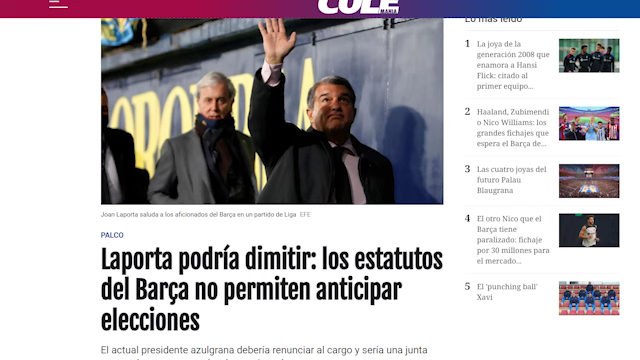 CULE
MANIA
Lo más leído
Joan Laporta saluda a los aficionados del Barça en un partido de Liga EFE
PALCO
Laporta podría dimitir: los estatutos
del Barça no permiten anticipar
elecciones
El actual presidente azulgrana debería renunciar al cargo y sería una junta
1
La joya de la
generación 2008 que
enamora a Hansi
Flick: citado al
primer equipo...
2
Haaland, Zubimendi
o Nico Williams: los
grandes fichajes que
espera el Barça de...
3
Las cuatro joyas del
futuro Palau
Blaugrana
4
El otro Nico que el
Barça tiene
paralizado: fichaje
por 30 millones para
el mercado...
5
El 'punching ball'
Xavi